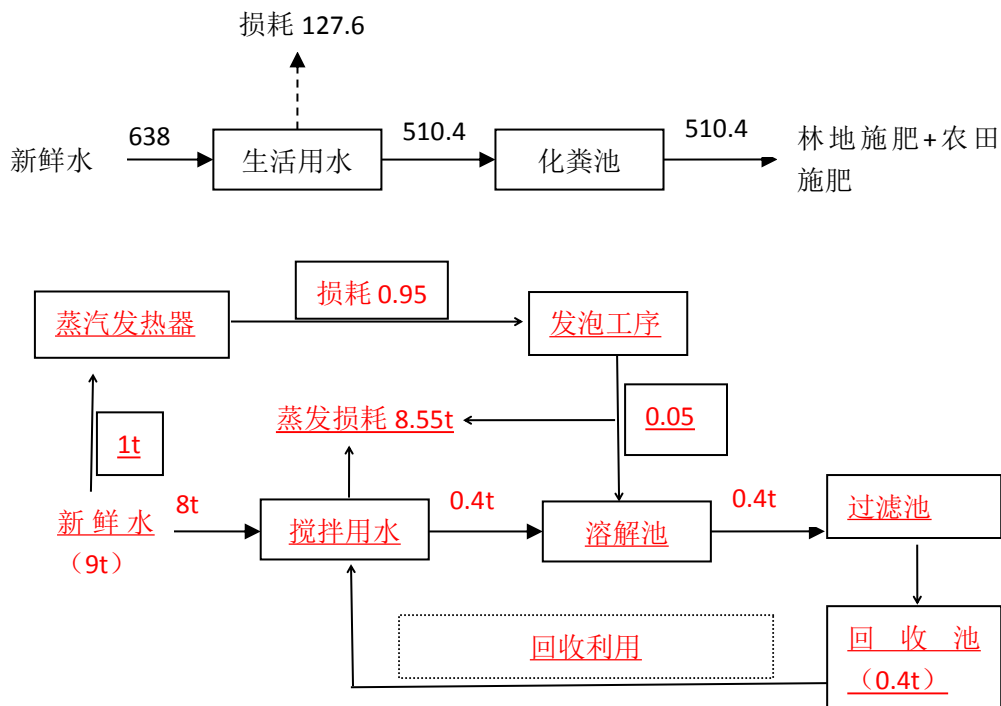 损耗 127.6
638
510.4
510.4
新鲜水
生活用水
化粪池
林地施肥+农田
施肥
损耗 0.95
蒸汽发热器
发泡工序
蒸发损耗 8.55t
0.05
1t
新鲜水
（9t）
8t
搅拌用水
0.4t
溶解池
0.4t
过滤池
回收利用
回收池
（0.4t）